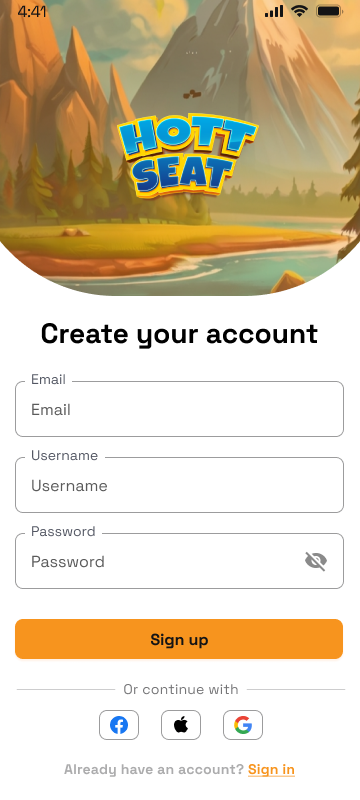 4:41
HOTT
SEAT
Create your account
Email
Email
Username
Username
Password
Password
Sign up
Or continue with
Already have an account? Sign in